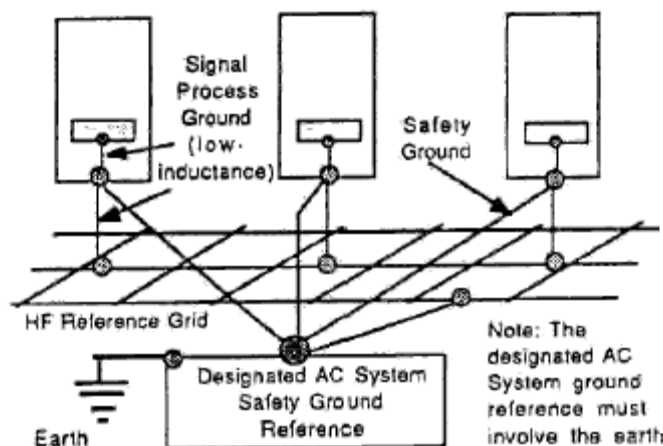 Signal
Process
Ground
(low-
inductance)
Safety
Ground
HF Reference Grid
Designated AC System
Safety Ground
Reference
Earth
Note: The
designated AC
System ground
reference must
involve the earth